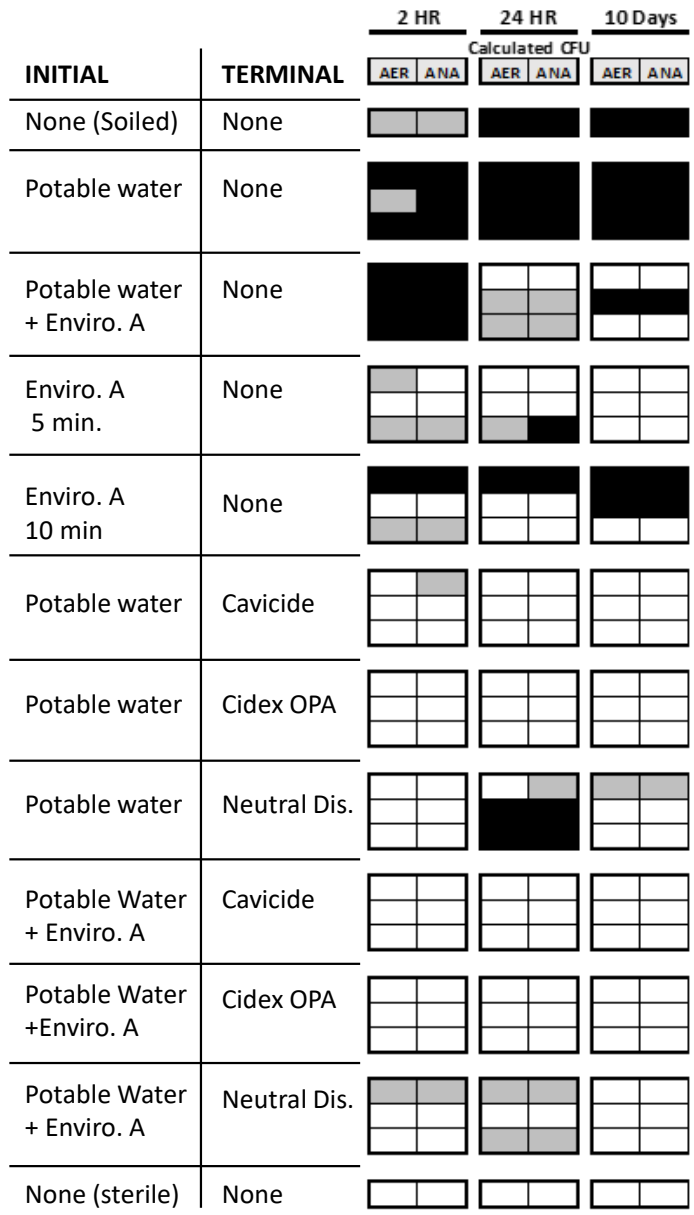 2 HR 24 HR 10 Days
Calculated CFU
INITIAL TERMINAL AER ANA AER ANA AER ANA
None (Soiled) None
Potable water None
Potable water None
+ Enviro. A
Enviro. A None
5 min.
Enviro. A None
10 min
Potable water Cavicide
Potable water Cidex OPA
Potable water Neutral Dis.
Potable Water Cavicide
+ Enviro. A
Potable Water Cidex OPA
+Enviro. A
Potable Water Neutral Dis.
+ Enviro. A
None (sterile) None